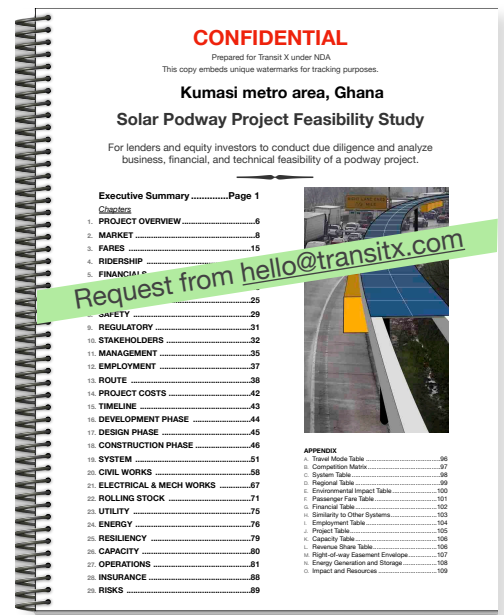 CONFIDENTIAL
Prepared for Transit X under NDA
This copy embeds unique watermarks for tracking purposes.
Kumasi metro area, Ghana
Solar Podway Project Feasibility Study
For lenders and equity investors to conduct due diligence and analyze
business, financial, and technical feasibility of a podway project.
Executive Summary .............Page 1
Chapters
1. PROJECT OVERVIEW ...................................6
2. MARKET ..........................................................8
3. FARES ..........................................................15
4. RIDERSHIP
5. FINANCIALS
Request from hello@transitx.com
25
8. SAFETY ..........................................................29
9. REGULATORY ..............................................31
10. STAKEHOLDERS ..........................................32
11. MANAGEMENT ............................................35
12. EMPLOYMENT .............................................37
13. ROUTE ..........................................................38
14. PROJECT COSTS .........................................42
15. TIMELINE ......................................................43
16. DEVELOPMENT PHASE ...............................44
17. DESIGN PHASE ............................................45
18. CONSTRUCTION PHASE .............................46
19. SYSTEM ........................................................51
20. CIVIL WORKS ...............................................58
21. ELECTRICAL & MECH WORKS ....................67
22. ROLLING STOCK ..........................................71
23. UTILITY .........................................................75
24. ENERGY ........................................................76
25. RESILIENCY ..................................................79
26. CAPACITY .....................................................80
27. OPERATIONS ................................................81
28. INSURANCE ..................................................88
29. RISKS ............................................................89
APPENDIX
A. Travel Mode Table ......................................96
B. Competition Matrix .....................................97
C. System Table ..............................................98
D. Regional Table ............................................99
E. Environmental Impact Table ......................100
F. Passenger Fare Table ................................101
G. Financial Table ..........................................102
H. Similarity to Other Systems .......................103
I. Employment Table .....................................104
J. Project Table .............................................105
K. Capacity Table ..........................................106
L. Revenue Share Table .................................106
M. Right-of-way Easement Envelope ..............107
N. Energy Generation and Storage .................108
O. Impact and Resources ..............................109